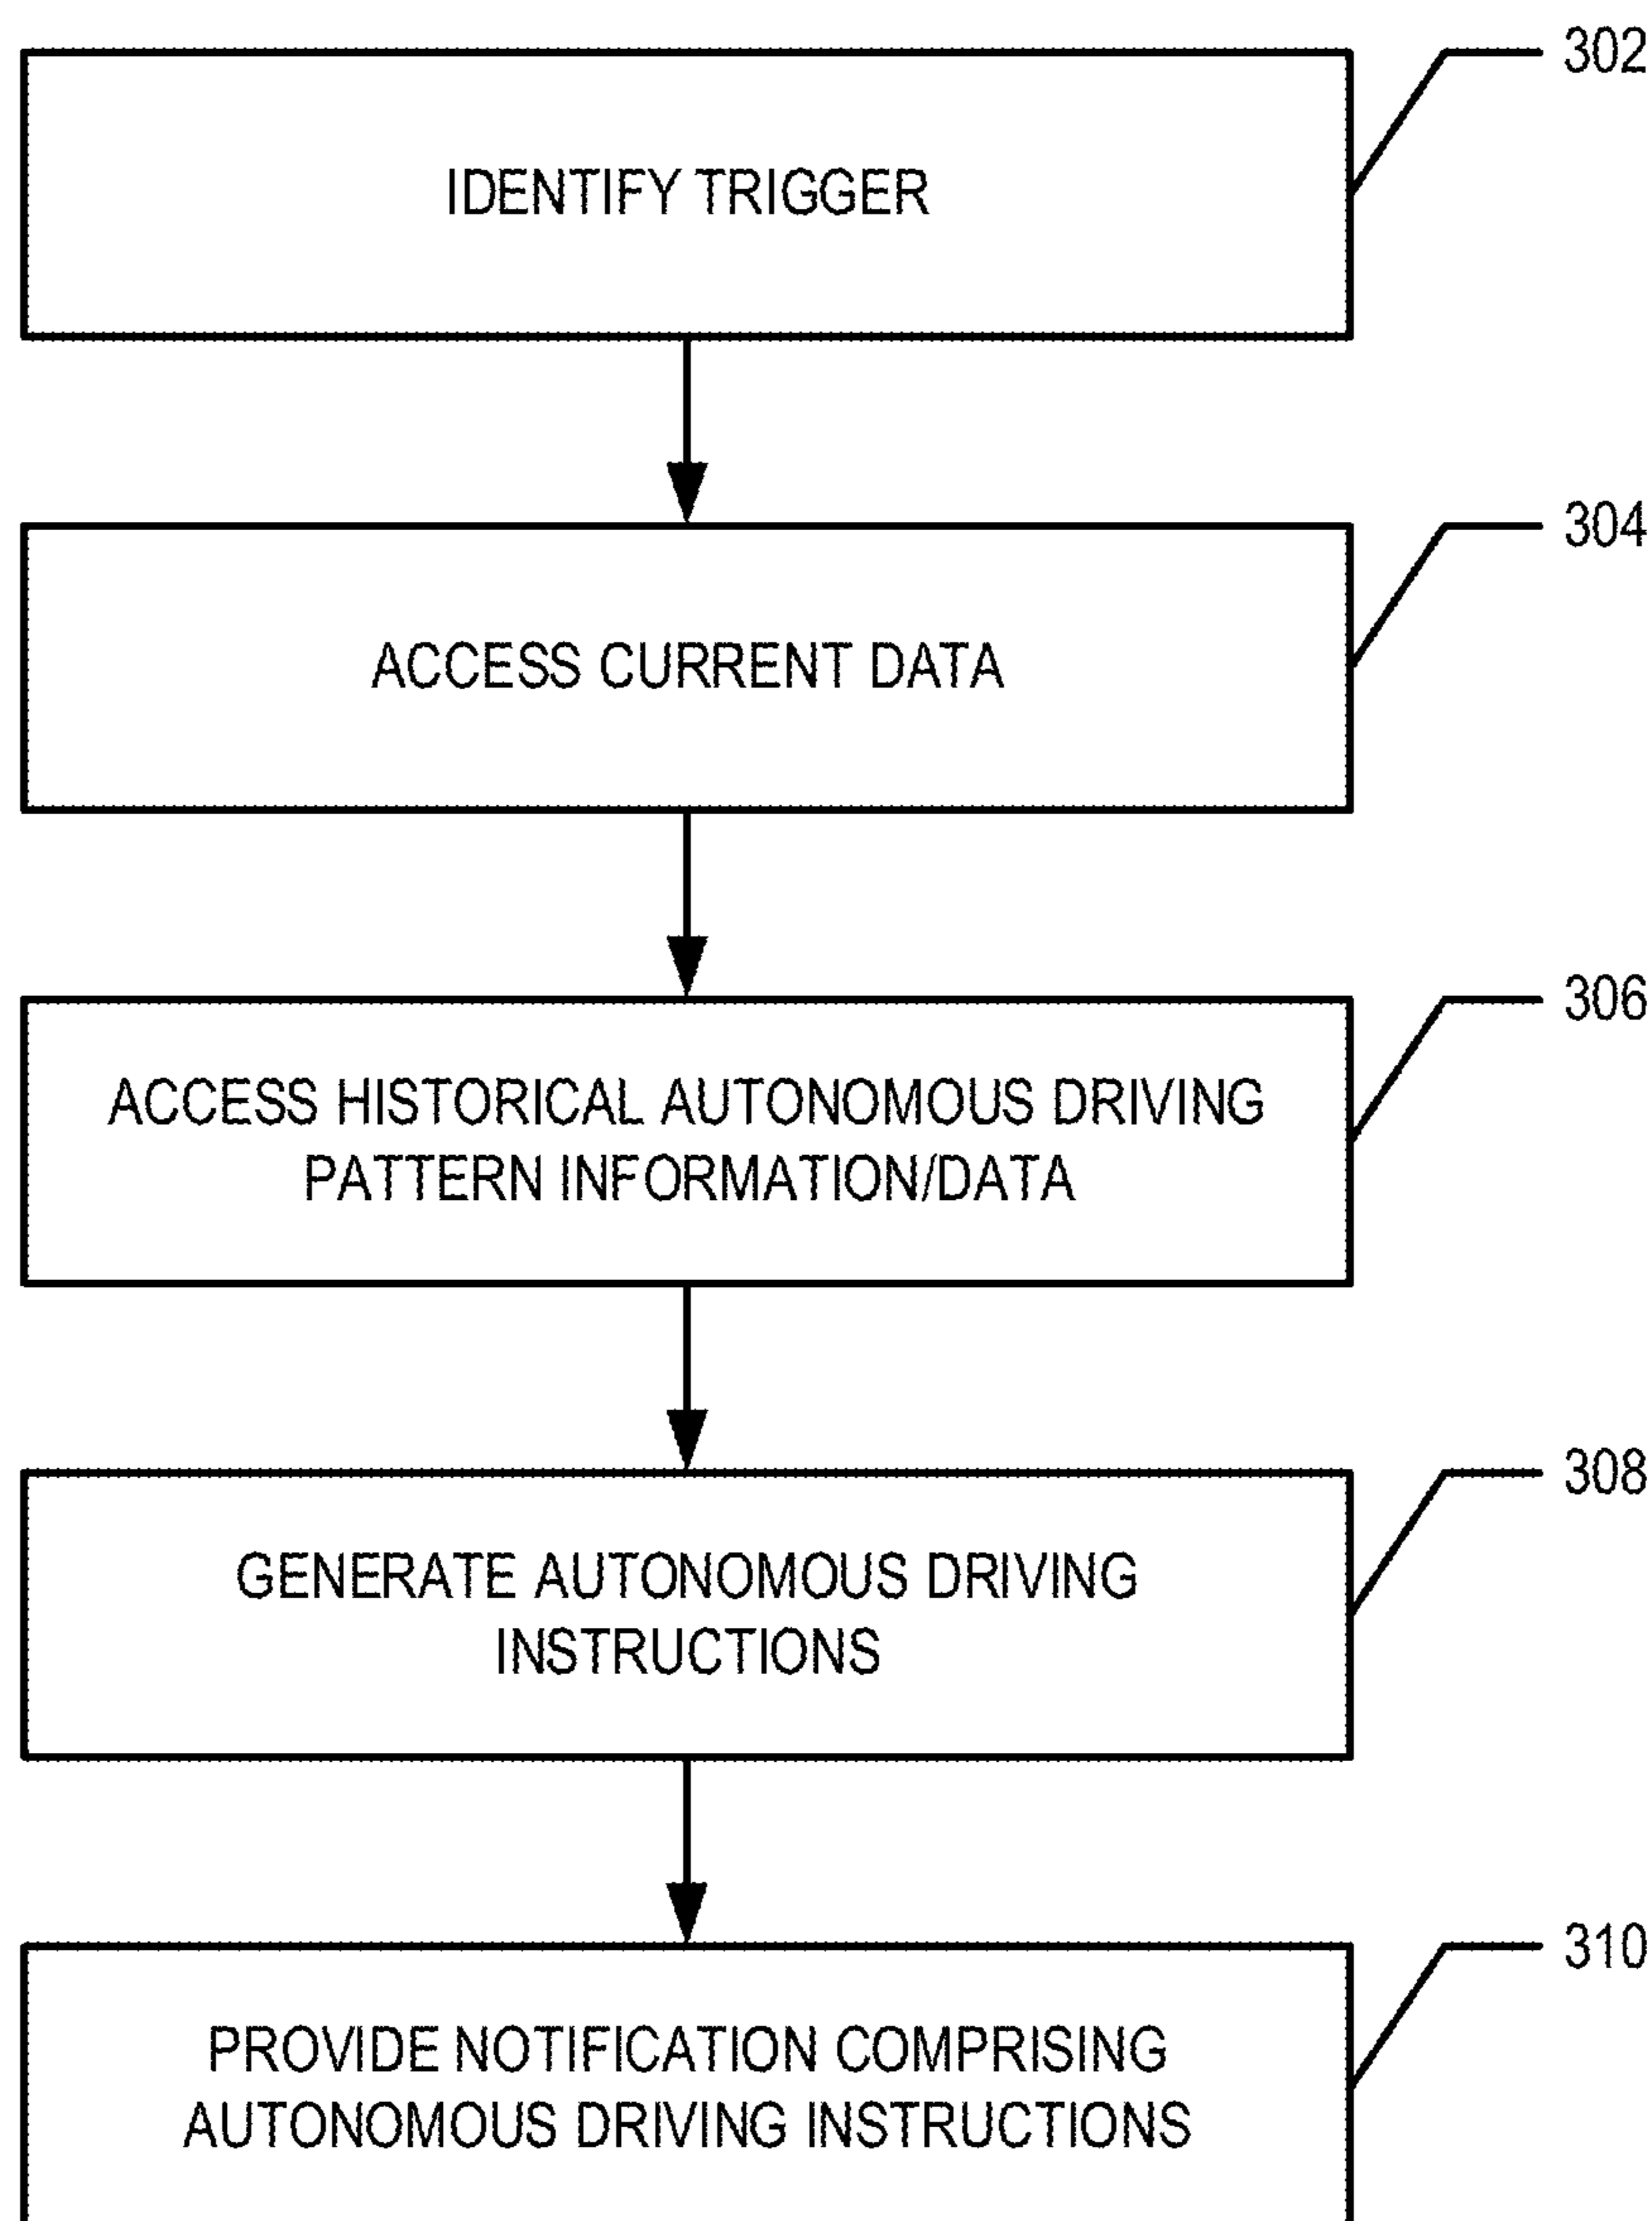 302
IDENTIFY TRIGGER
304
ACCESS CURRENT DATA
306
ACCESS HISTORICAL AUTONOMOUS DRIVING
PATTERN INFORMATION/DATA
308
GENERATE AUTONOMOUS DRIVING
INSTRUCTIONS
310
PROVIDE NOTIFICATION COMPRISING
AUTONOMOUS DRIVING INSTRUCTIONS